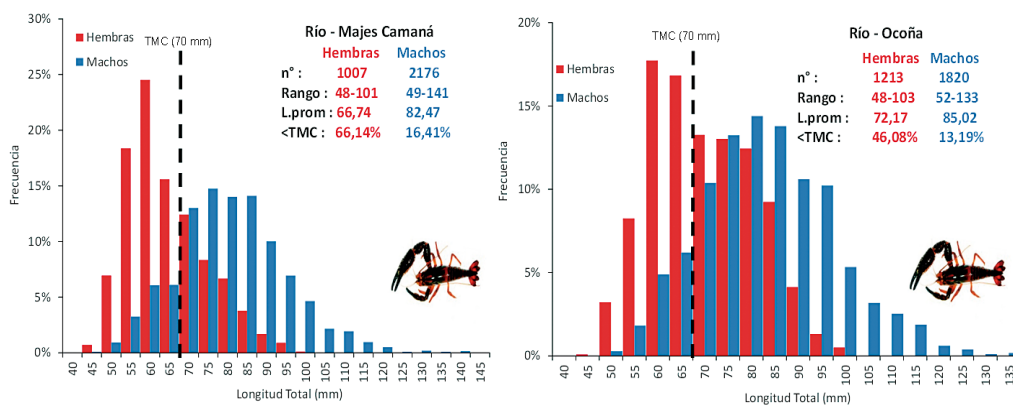 Río - Majes Camaná
Hembras Machos
n° : 1007 2176
Rango : 48-101 49-141
L.prom : 66,74 82,47
<TMC : 66,14% 16,41%
TMC (70 mm)
Hembras
Machos
Frecuencia
30%
25%
20%
15%
10%
5%
0%
40 45 50 55 60 65 70 75 80 85 90 95 100 105 110 115 120 125 130 135 140 145
Longitud Total (mm)
Río - Ocoña
Hembras Machos
n° : 1213 1820
Rango : 48-103 52-133
L.prom : 72,17 85,02
<TMC : 46,08% 13,19%
TMC (70 mm)
Hembras
Machos
Frecuencia
20%
15%
10%
5%
0%
40 45 50 55 60 65 70 75 80 85 90 95 100 105 110 115 120 125 130 135
Longitud Total (mm)